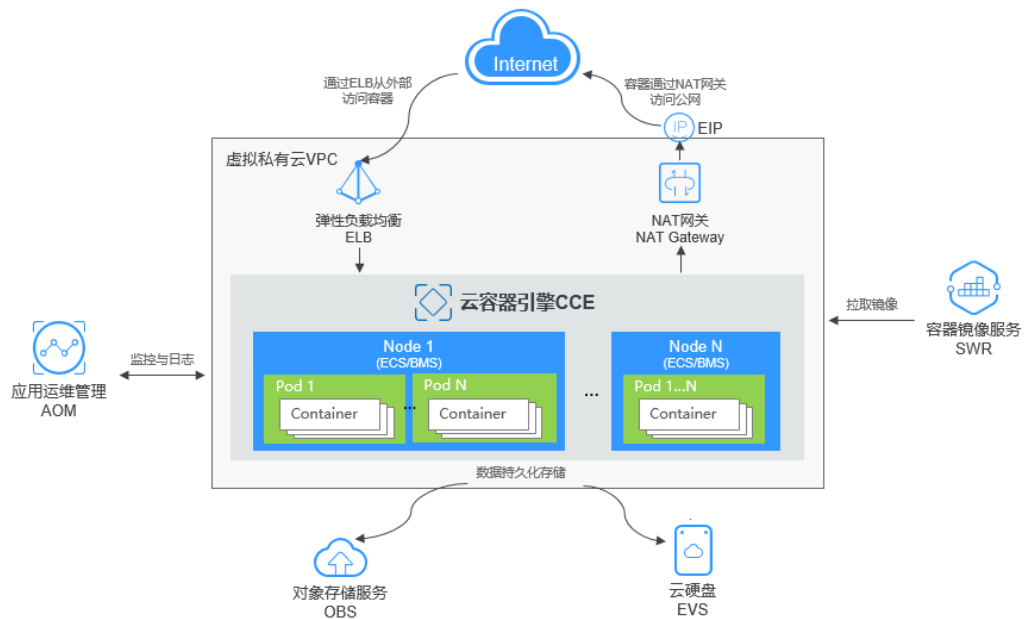 Internet
通过ELB从外部
访问容器
容器通过NAT网关
访问公网
IP
EIP
虚拟私有云VPC
弹性负载均衡
ELB
NAT网关
NAT Gateway
云容器引擎CCE
Node 1
(ECS/BMS)
Pod 1
Container
...
Pod N
Container
...
Node N
(ECS/BMS)
Pod 1...N
Container
拉取镜像
容器镜像服务
SWR
监控与日志
应用运维管理
AOM
数据持久化存储
对象存储服务
OBS
云硬盘
EVS